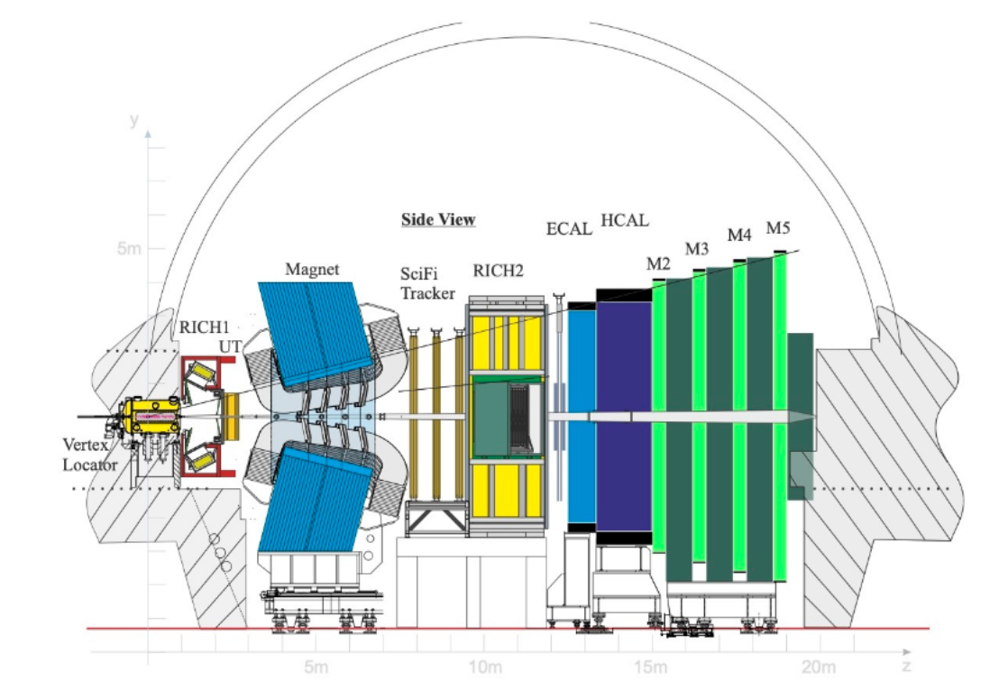 y
Side View
ECAL
HCAL
M5
M4
M3
M2
5m
Magnet
SciFi
Tracker
RICH2
RICH1
UT
Vertex
Locator
5m
10m
15m
20m
z